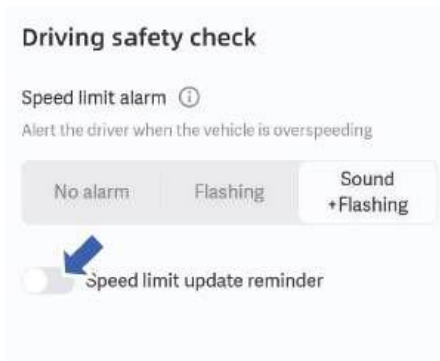 Driving safety check
Speed limit alarm
Alert the driver when the vehicle is overspeeding
No alarm
Flashing
Sound
+Flashing
Speed limit update reminder